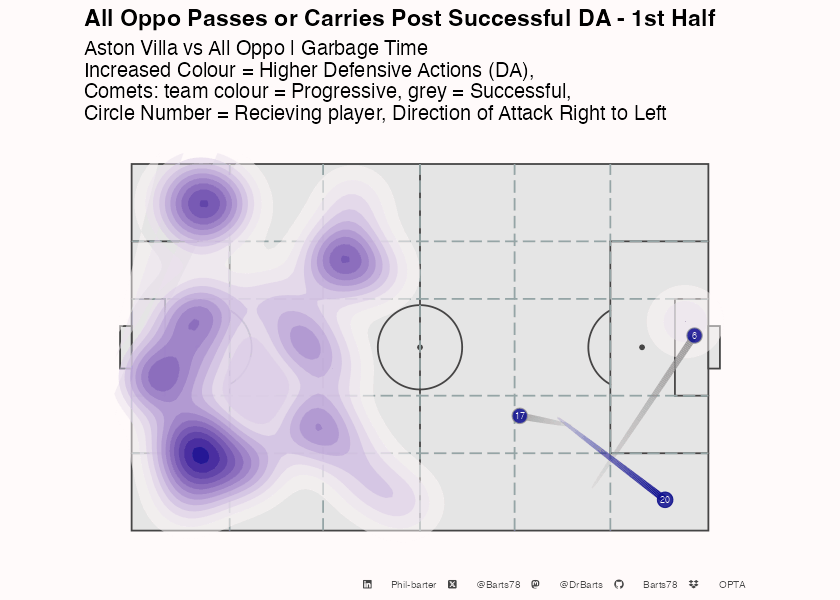 All Oppo Passes or Carries Post Successful DA - 1st Half
Aston Villa vs All Oppo | Garbage Time
Increased Colour = Higher Defensive Actions (DA),
Comets: team colour = Progressive, grey = Successful,
Circle Number = Recieving player, Direction of Attack Right to Left
6
17
20
Phil-barter @Barts78 @DrBarts Barts78 OPTA